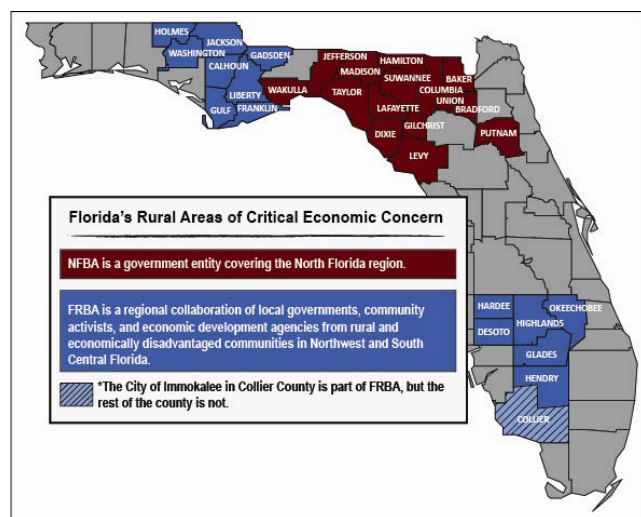 HOLMES
JACKSON
WASHINGTON
GADSDEN
CALHOUN
LIBERTY
GULF
FRANKLIN
WAKULLA
JEFFERSON
HAMILTON
MADISON
SUWANNEE
BAKER
TAYLOR
COLUMBIA
UNION
LAFAYETTE
BRADFORD
GILCHRIST
DIXIE
PUTNAM
LEVY
Florida's Rural Areas of Critical Economic Concern
NFBA is a government entity covering the North Florida region.
FRBA is a regional collaboration of local governments, community
activists, and economic development agencies from rural and
economically disadvantaged communities in Northwest and South
Central Florida.
*The City of Immokalee in Collier County is part of FRBA, but the
rest of the county is not.
HARDEE
OKEECHOBEE
HIGHLANDS
DESOTO
GLADES
HENDRY
COLLIER